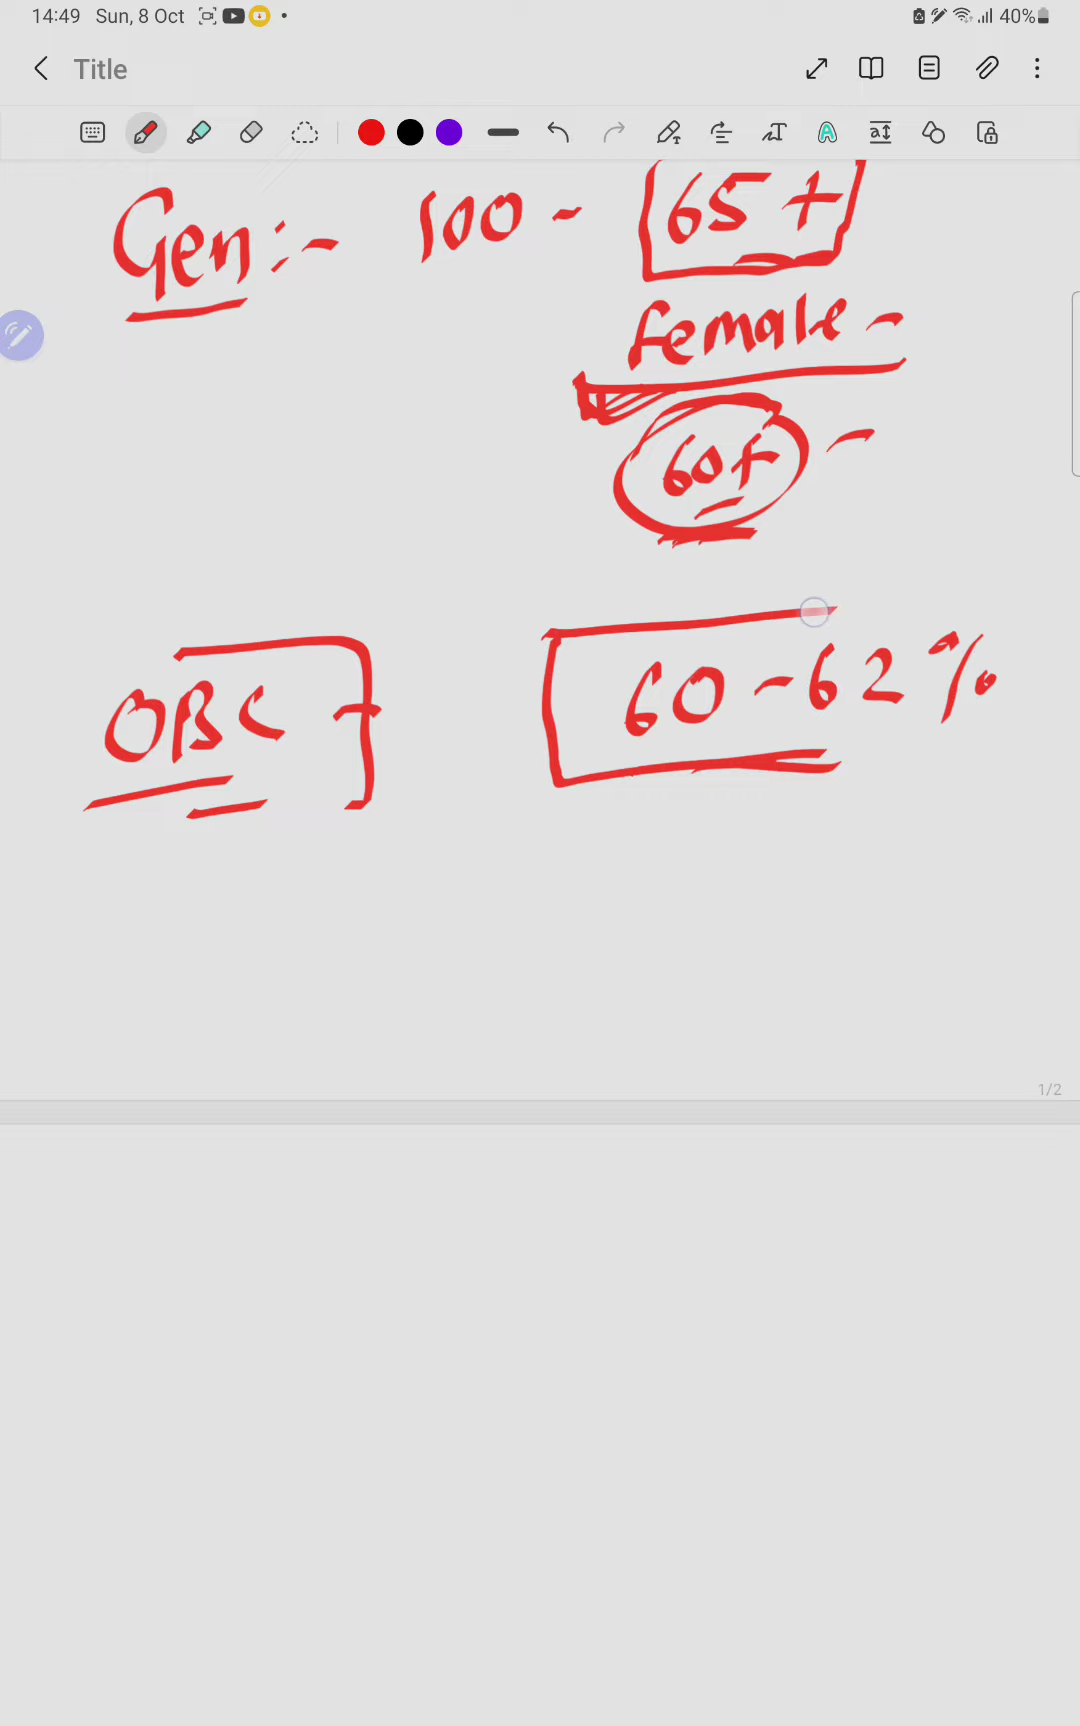 14:49 Sun, 8 Oct 40%
Title
Gen:- 100 - 65+
Female -
60+ -
OBC - 60-62%
1/2